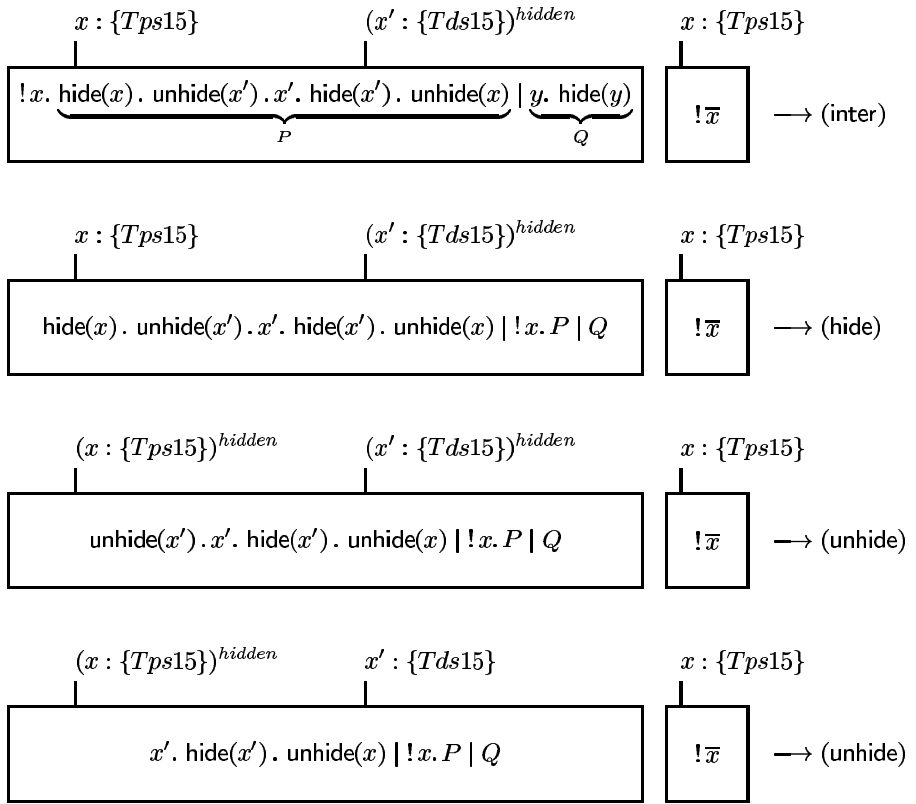 x : {Tps15} (x′ : {Tds15})^hidden x : {Tps15}
! x. hide(x) . unhide(x′) . x′. hide(x′) . unhide(x) | y. hide(y) ! x̅ ⟶ (inter)
P Q
x : {Tps15} (x′ : {Tds15})^hidden x : {Tps15}
hide(x) . unhide(x′) . x′. hide(x′) . unhide(x) | ! x. P | Q ! x̅ ⟶ (hide)
(x : {Tps15})^hidden (x′ : {Tds15})^hidden x : {Tps15}
unhide(x′) . x′. hide(x′) . unhide(x) | ! x. P | Q ! x̅ ⟶ (unhide)
(x : {Tps15})^hidden x′ : {Tds15} x : {Tps15}
x′. hide(x′) . unhide(x) | ! x. P | Q ! x̅ ⟶ (unhide)